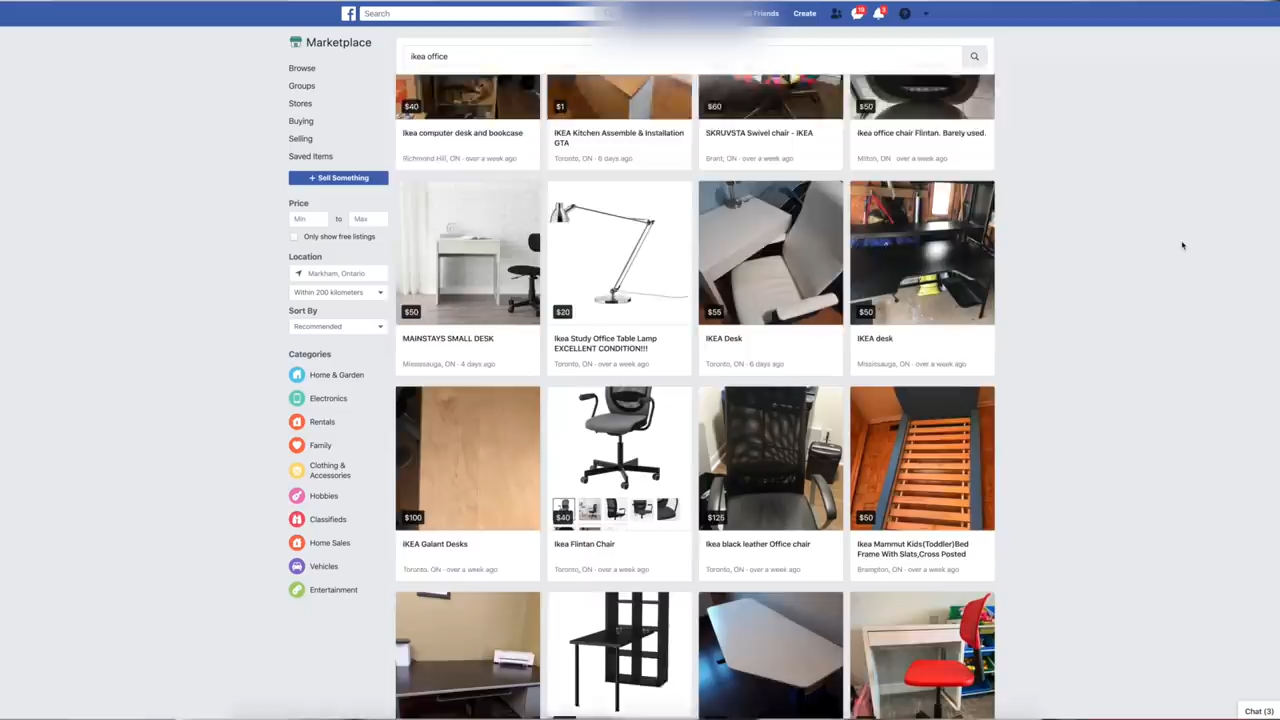 Search
Friends
Create
19
3
Marketplace
ikea office
Browse
Groups
Stores
Buying
Selling
Saved Items
+ Sell Something
Price
Min to Max
Only show free listings
Location
Markham, Ontario
Within 200 kilometers
Sort By
Recommended
Categories
Home & Garden
Electronics
Rentals
Family
Clothing &
Accessories
Hobbies
Classifieds
Home Sales
Vehicles
Entertainment
$40
Ikea computer desk and bookcase
Richmond Hill, ON · over a week ago
$1
IKEA Kitchen Assemble & Installation
GTA
Toronto, ON · 6 days ago
$60
SKRUVSTA Swivel chair - IKEA
Brant, ON · over a week ago
$50
ikea office chair Flintan. Barely used.
Milton, ON · over a week ago
$50
MAINSTAYS SMALL DESK
Mississauga, ON · 4 days ago
$20
Ikea Study Office Table Lamp
EXCELLENT CONDITION!!!
Toronto, ON · over a week ago
$55
IKEA Desk
Toronto, ON · 6 days ago
$50
IKEA desk
Mississauga, ON · over a week ago
$100
IKEA Galant Desks
Toronto, ON · over a week ago
$40
Ikea Flintan Chair
Toronto, ON · over a week ago
$125
Ikea black leather Office chair
Toronto, ON · over a week ago
$50
Ikea Mammut Kids(Toddler)Bed
Frame With Slats,Cross Posted
Brampton, ON · over a week ago
Chat (3)